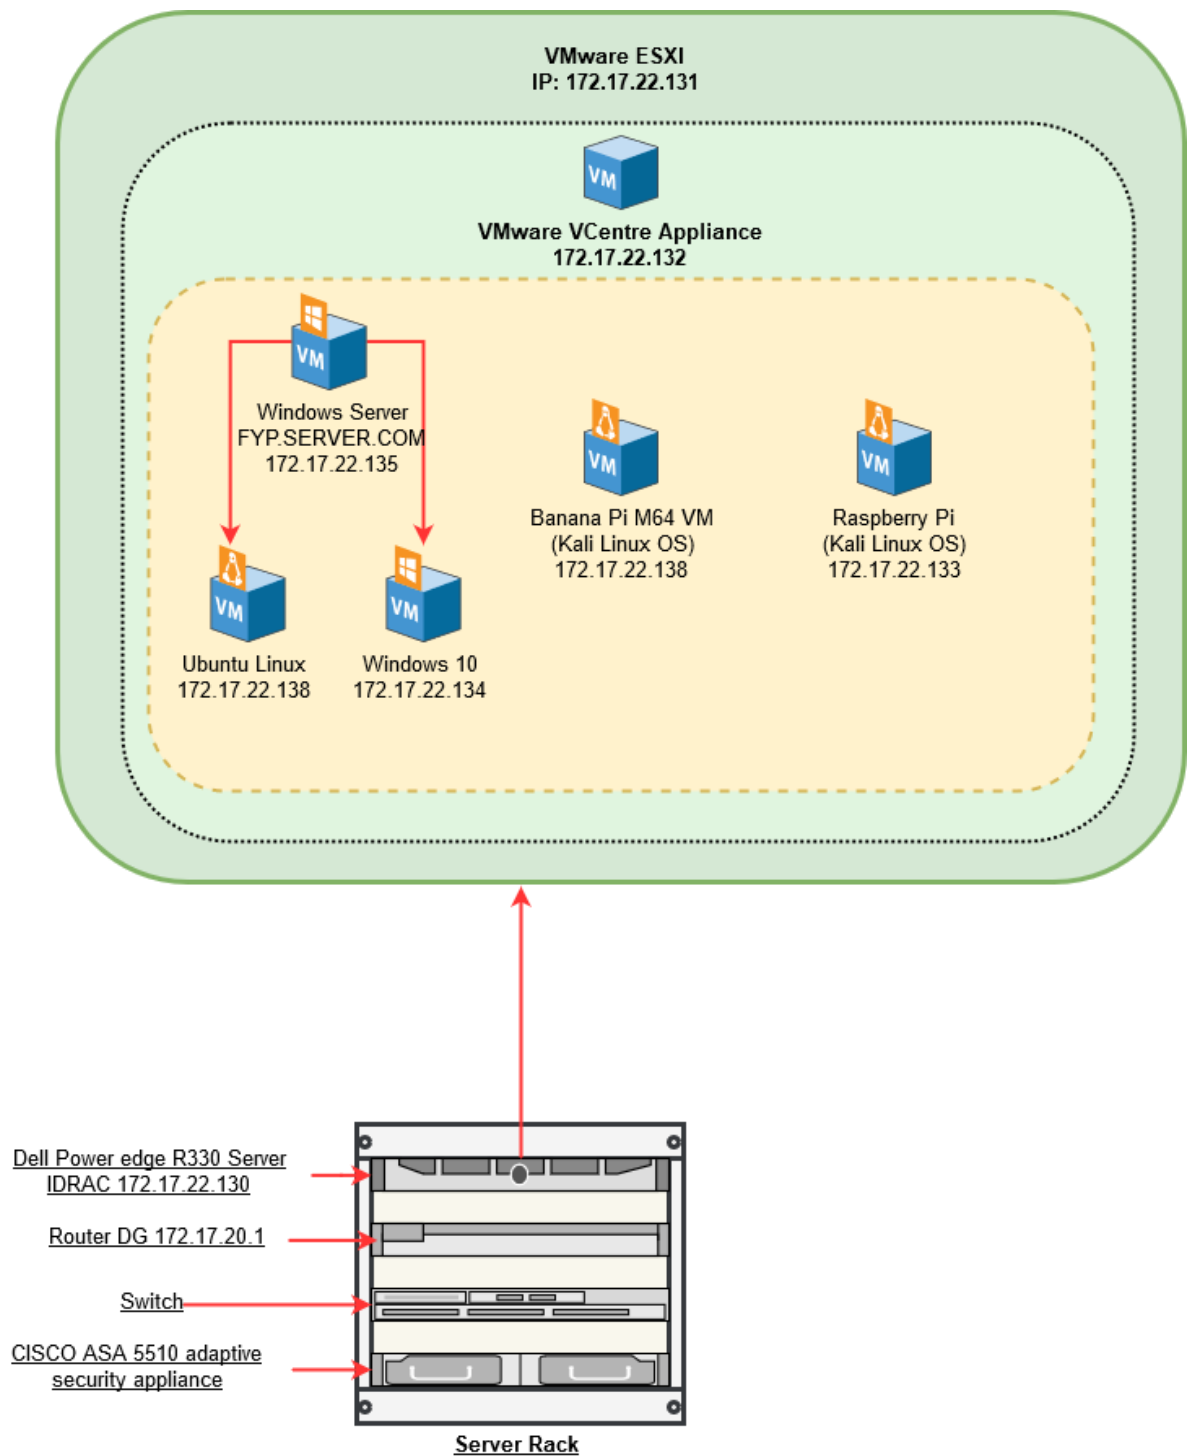 VMware ESXI
IP: 172.17.22.131
VM
VMware VCentre Appliance
172.17.22.132
VM
Windows Server
FYP.SERVER.COM
172.17.22.135
VM
Banana Pi M64 VM
(Kali Linux OS)
172.17.22.138
VM
Raspberry Pi
(Kali Linux OS)
172.17.22.133
VM
Ubuntu Linux
172.17.22.138
VM
Windows 10
172.17.22.134
Dell Power edge R330 Server
IDRAC 172.17.22.130
Router DG 172.17.20.1
Switch
CISCO ASA 5510 adaptive
security appliance
Server Rack